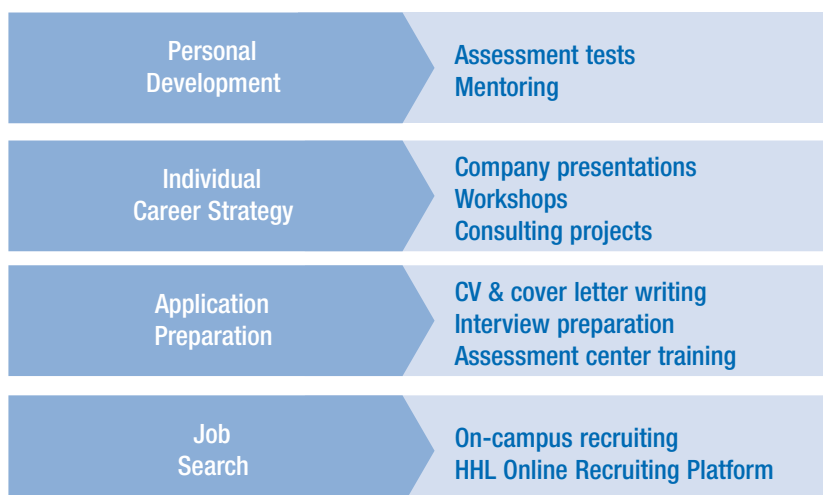 Personal
Development
Assessment tests
Mentoring
Individual
Career Strategy
Company presentations
Workshops
Consulting projects
Application
Preparation
CV & cover letter writing
Interview preparation
Assessment center training
Job
Search
On-campus recruiting
HHL Online Recruiting Platform